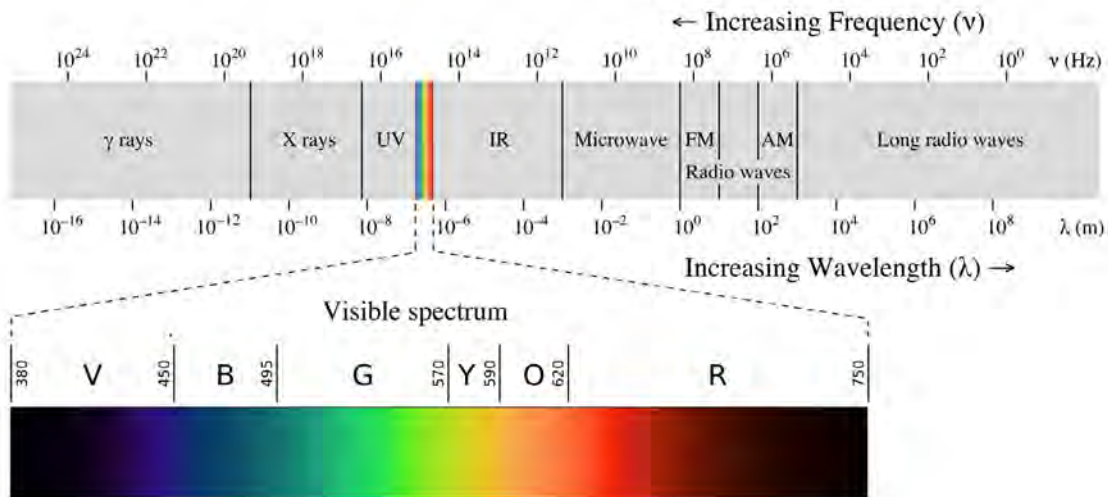 ← Increasing Frequency (ν)
10²⁴ 10²² 10²⁰ 10¹⁸ 10¹⁶ 10¹⁴ 10¹² 10¹⁰ 10⁸ 10⁶ 10⁴ 10² 10⁰ ν (Hz)
γ rays X rays UV IR Microwave FM AM Long radio waves
Radio waves
10⁻¹⁶ 10⁻¹⁴ 10⁻¹² 10⁻¹⁰ 10⁻⁸ 10⁻⁶ 10⁻⁴ 10⁻² 10⁰ 10² 10⁴ 10⁶ 10⁸ λ (m)
Increasing Wavelength (λ) →
Visible spectrum
380 V 450 B 495 G 570 Y 590 O 620 R 750